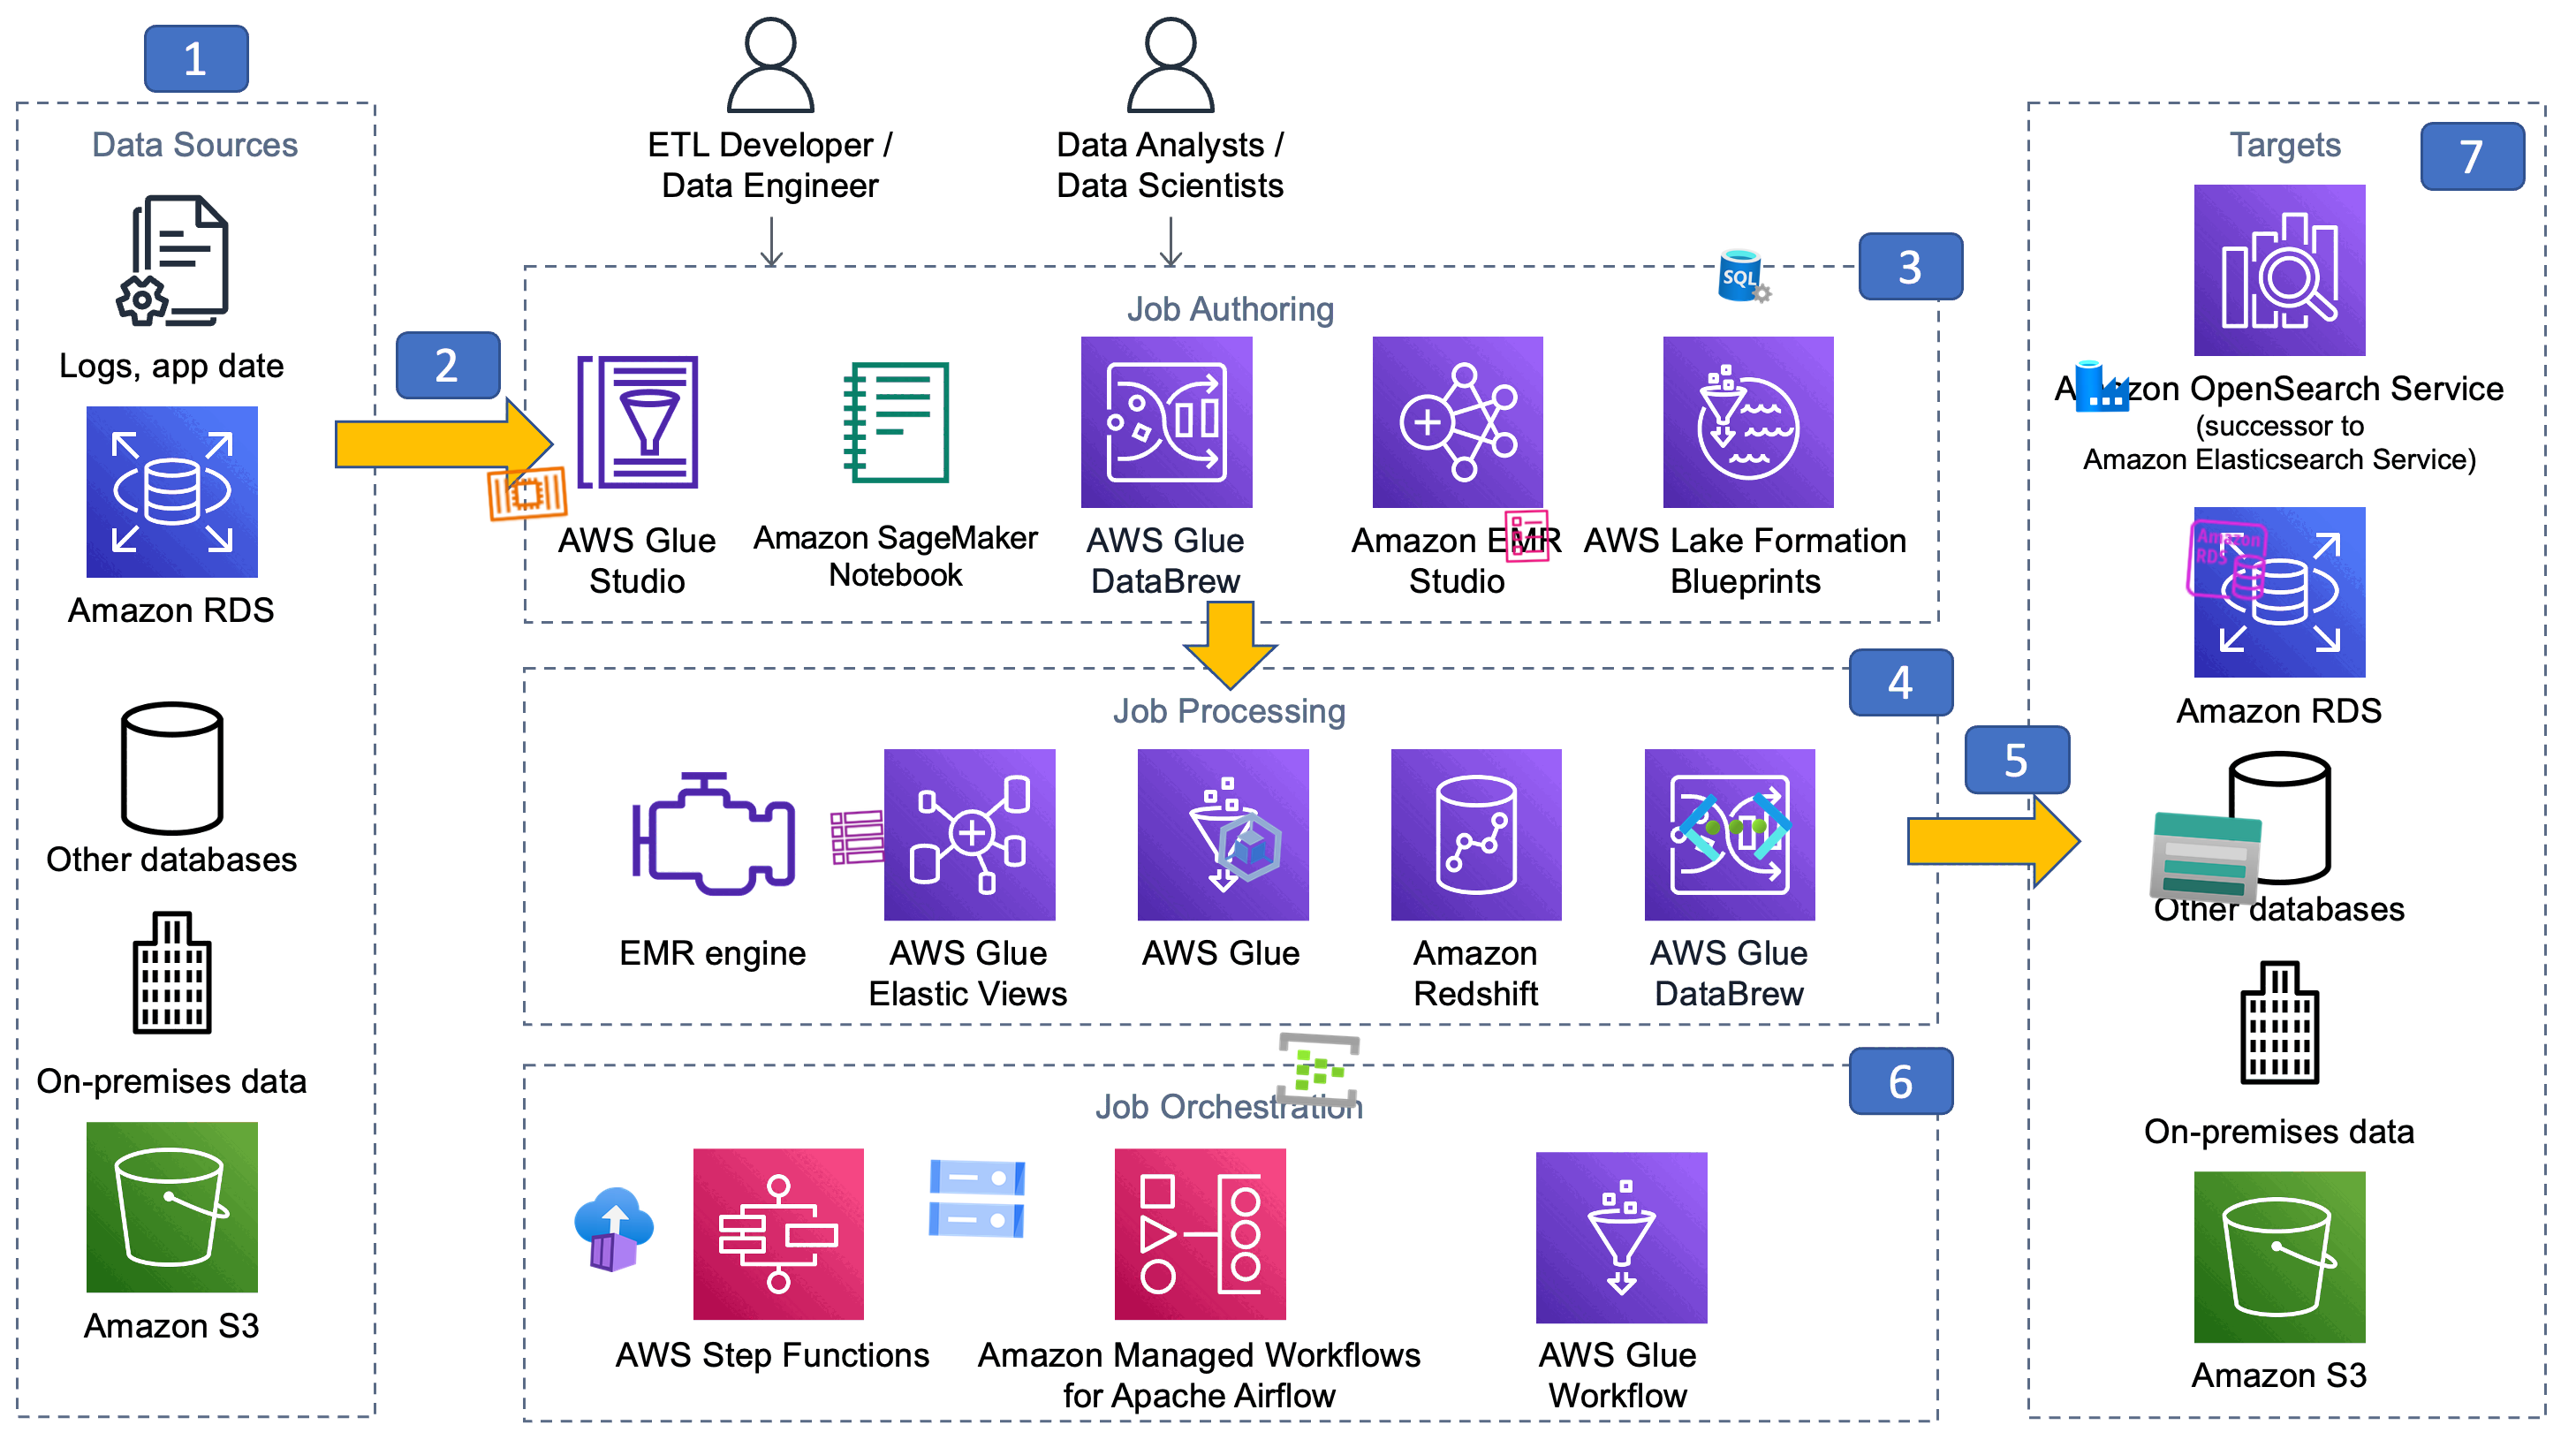 1
Data Sources
Logs, app date
Amazon RDS
Other databases
On-premises data
Amazon S3
2
ETL Developer /
Data Engineer
Data Analysts /
Data Scientists
3
SQL
Job Authoring
AWS Glue
Studio
Amazon SageMaker
Notebook
AWS Glue
DataBrew
Amazon EMR
Studio
AWS Lake Formation
Blueprints
4
Job Processing
EMR engine
AWS Glue
Elastic Views
AWS Glue
Amazon
Redshift
AWS Glue
DataBrew
5
6
Job Orchestration
AWS Step Functions
Amazon Managed Workflows
for Apache Airflow
AWS Glue
Workflow
7
Targets
Amazon OpenSearch Service
(successor to
Amazon Elasticsearch Service)
Amazon
RDS
Amazon RDS
Other databases
On-premises data
Amazon S3